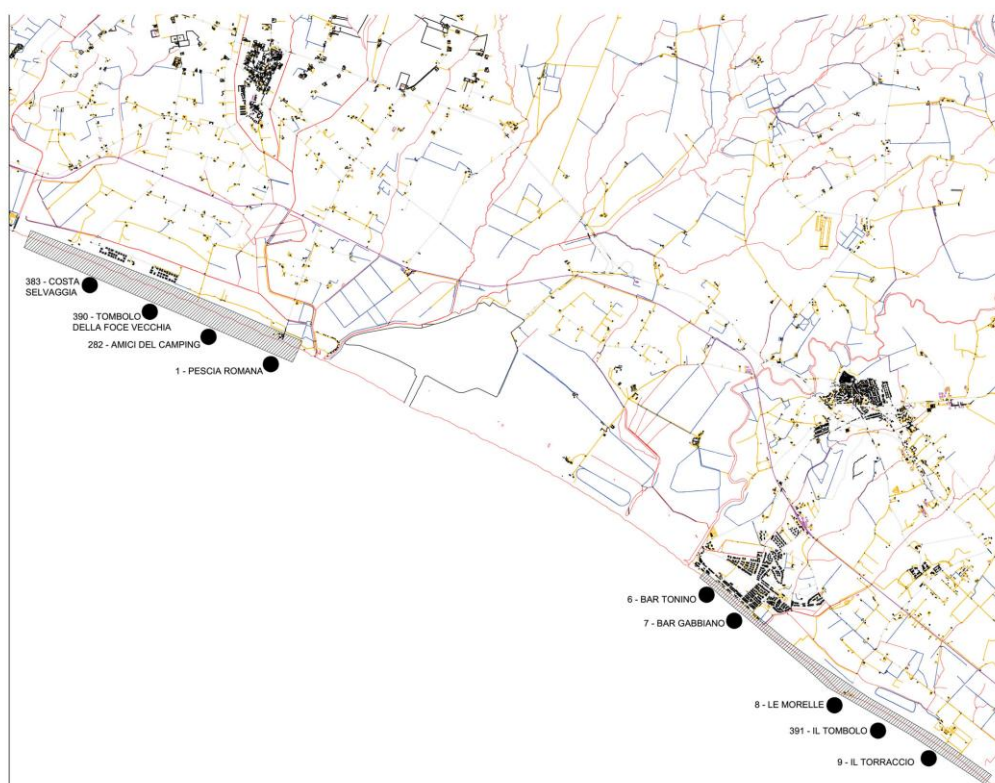 383 - COSTA
SELVAGGIA
390 - TOMBOLO
DELLA FOCE VECCHIA
282 - AMICI DEL CAMPING
1 - PESCIA ROMANA
6 - BAR TONINO
7 - BAR GABBIANO
8 - LE MORELLE
391 - IL TOMBOLO
9 - IL TORRACCIO